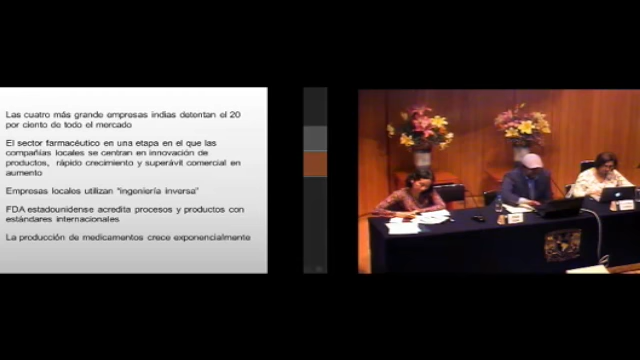 Las cuatro más grande empresas indias detentan el 20
por ciento de todo el mercado
El sector farmacéutico en una etapa en el que las
compañías locales se centran en innovación de
productos, rápido crecimiento y superávit comercial en
aumento
Empresas locales utilizan “ingeniería inversa”
FDA estadounidense acredita procesos y productos con
estándares internacionales
La producción de medicamentos crece exponencialmente